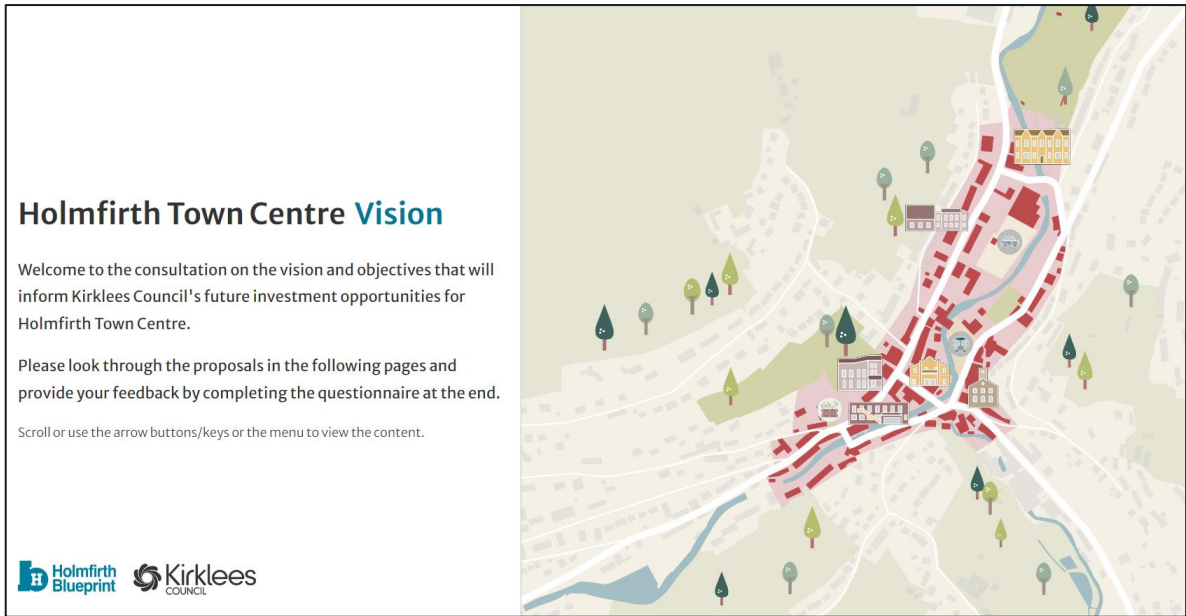 Holmfirth Town Centre Vision
Welcome to the consultation on the vision and objectives that will
inform Kirklees Council's future investment opportunities for
Holmfirth Town Centre.
Please look through the proposals in the following pages and
provide your feedback by completing the questionnaire at the end.
Scroll or use the arrow buttons/keys or the menu to view the content.
Holmfirth
Blueprint
Kirklees
COUNCIL